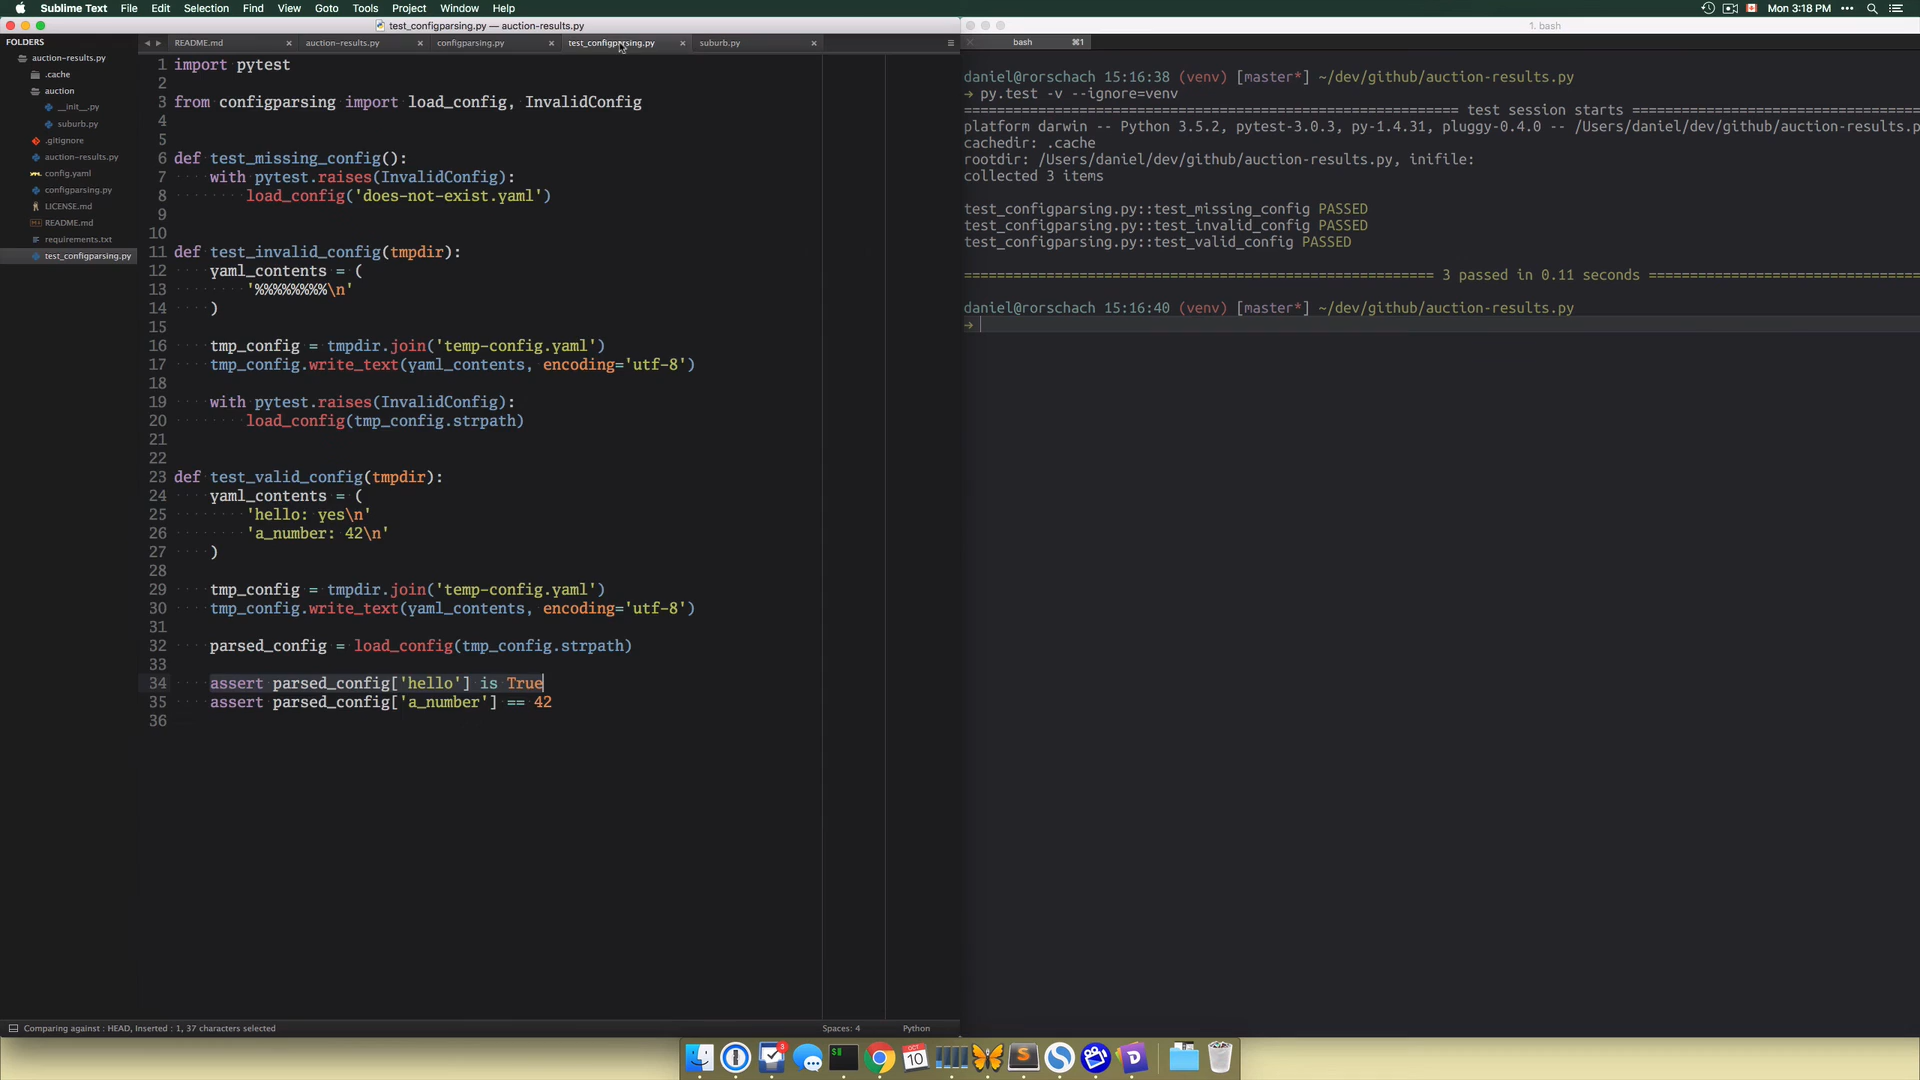 Sublime Text File Edit Selection Find View Goto Tools Project Window Help Mon 3:18 PM
test_configparsing.py — auction-results.py
1. bash
FOLDERS
auction-results.py
.cache
auction
__init__.py
suburb.py
.gitignore
auction-results.py
config.yaml
configparsing.py
LICENSE.md
README.md
requirements.txt
test_configparsing.py
README.md auction-results.py configparsing.py test_configparsing.py suburb.py
1 import pytest
2
3 from configparsing import load_config, InvalidConfig
4
5
6 def test_missing_config():
7 with pytest.raises(InvalidConfig):
8 load_config('does-not-exist.yaml')
9
10
11 def test_invalid_config(tmpdir):
12 yaml_contents = (
13 '%%%%%%%%\n'
14 )
15
16 tmp_config = tmpdir.join('temp-config.yaml')
17 tmp_config.write_text(yaml_contents, encoding='utf-8')
18
19 with pytest.raises(InvalidConfig):
20 load_config(tmp_config.strpath)
21
22
23 def test_valid_config(tmpdir):
24 yaml_contents = (
25 'hello: yes\n'
26 'a_number: 42\n'
27 )
28
29 tmp_config = tmpdir.join('temp-config.yaml')
30 tmp_config.write_text(yaml_contents, encoding='utf-8')
31
32 parsed_config = load_config(tmp_config.strpath)
33
34 assert parsed_config['hello'] is True
35 assert parsed_config['a_number'] == 42
36
Comparing against : HEAD, Inserted : 1, 37 characters selected Spaces: 4 Python
bash ⌘1
daniel@rorschach 15:16:38 (venv) [master*] ~/dev/github/auction-results.py
→ py.test -v --ignore=venv
======================================================= test session starts ================================
platform darwin -- Python 3.5.2, pytest-3.0.3, py-1.4.31, pluggy-0.4.0 -- /Users/daniel/dev/github/auction-results.p
cachedir: .cache
rootdir: /Users/daniel/dev/github/auction-results.py, inifile:
collected 3 items
test_configparsing.py::test_missing_config PASSED
test_configparsing.py::test_invalid_config PASSED
test_configparsing.py::test_valid_config PASSED
==================================================== 3 passed in 0.11 seconds ==============================
daniel@rorschach 15:16:40 (venv) [master*] ~/dev/github/auction-results.py
→
3
$
OCT
10
S
D